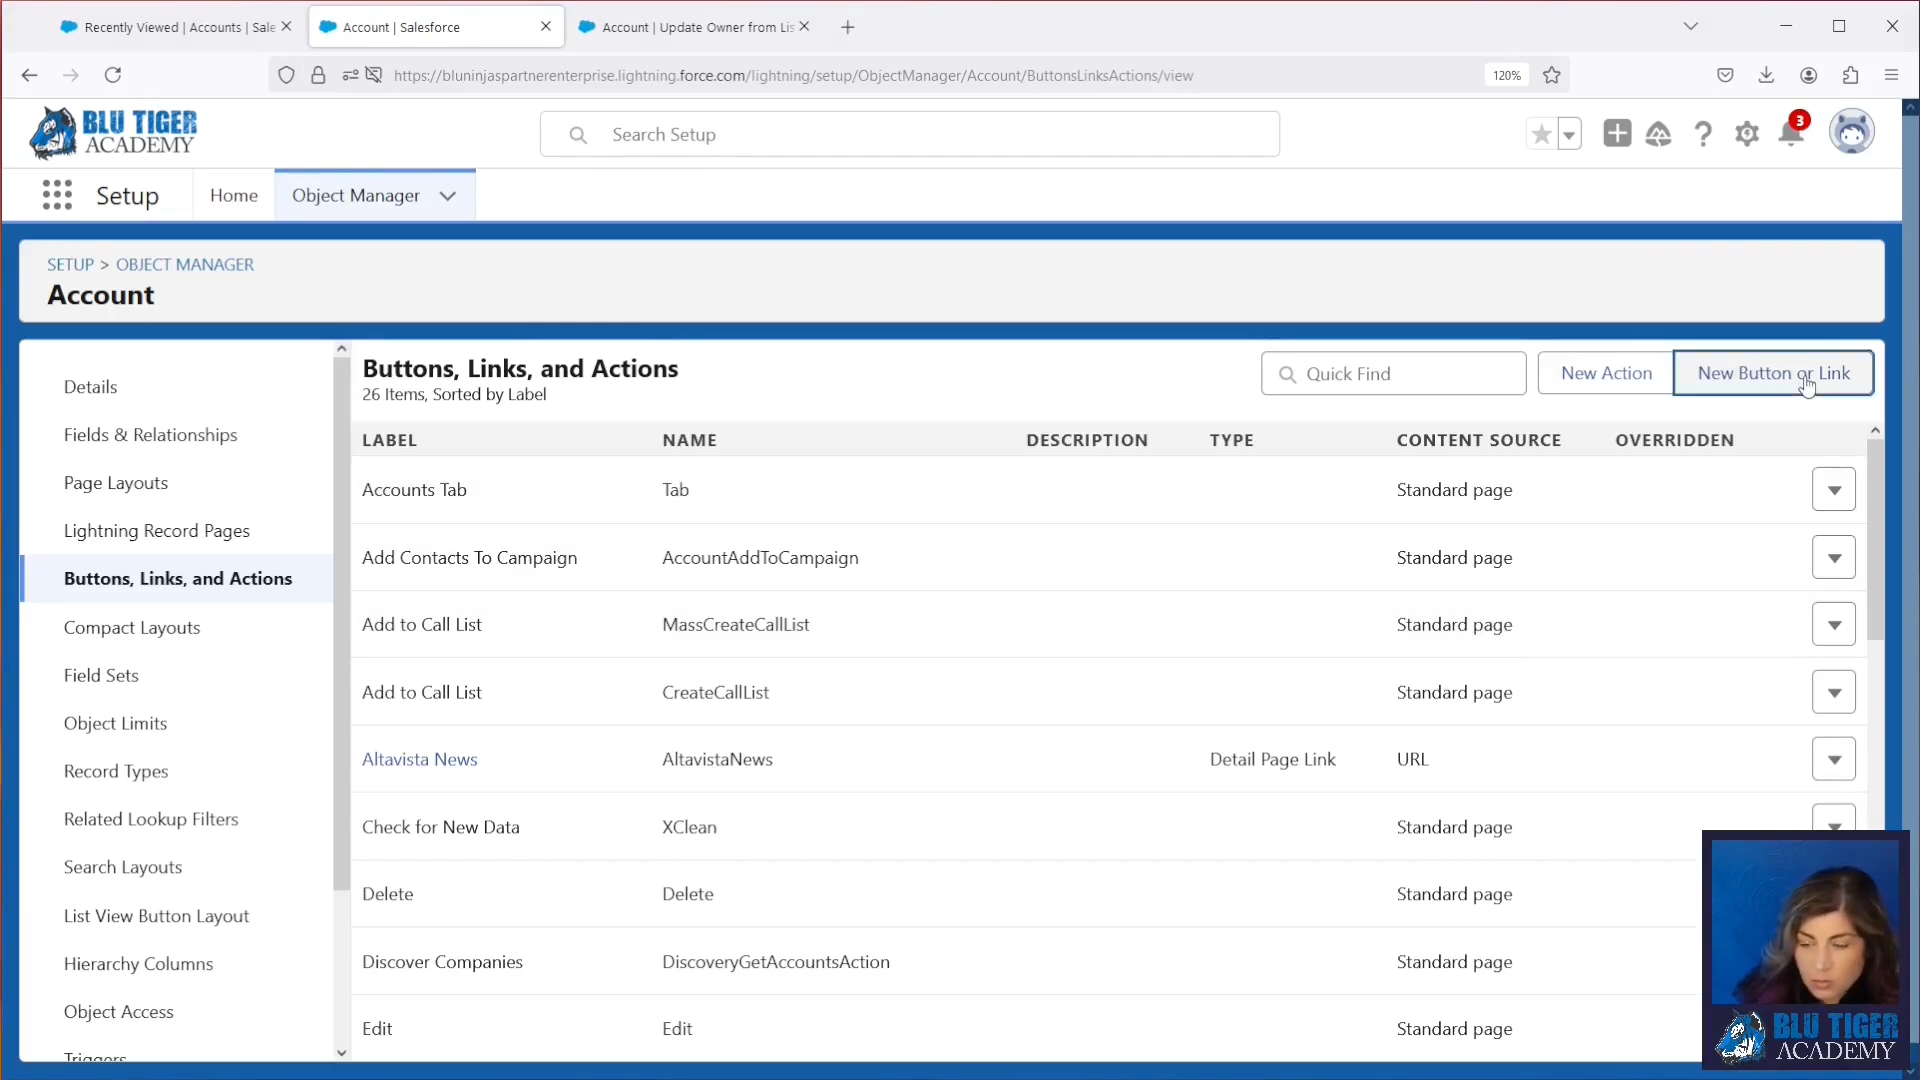 Recently Viewed | Accounts | Sale
Account | Salesforce
Account | Update Owner from Lis
https://bluninjaspartnerenterprise.lightning.force.com/lightning/setup/ObjectManager/Account/ButtonsLinksActions/view
120%
BLU TIGER
ACADEMY
Search Setup
3
Setup
Home
Object Manager
SETUP > OBJECT MANAGER
Account
Details
Fields & Relationships
Page Layouts
Lightning Record Pages
Buttons, Links, and Actions
Compact Layouts
Field Sets
Object Limits
Record Types
Related Lookup Filters
Search Layouts
List View Button Layout
Hierarchy Columns
Object Access
Triggers
Buttons, Links, and Actions
26 Items, Sorted by Label
Quick Find
New Action
New Button or Link
LABEL NAME DESCRIPTION TYPE CONTENT SOURCE OVERRIDDEN
Accounts Tab Tab Standard page
Add Contacts To Campaign AccountAddToCampaign Standard page
Add to Call List MassCreateCallList Standard page
Add to Call List CreateCallList Standard page
Altavista News AltavistaNews Detail Page Link URL
Check for New Data XClean Standard page
Delete Delete Standard page
Discover Companies DiscoveryGetAccountsAction Standard page
Edit Edit Standard page
BLU TIGER
ACADEMY